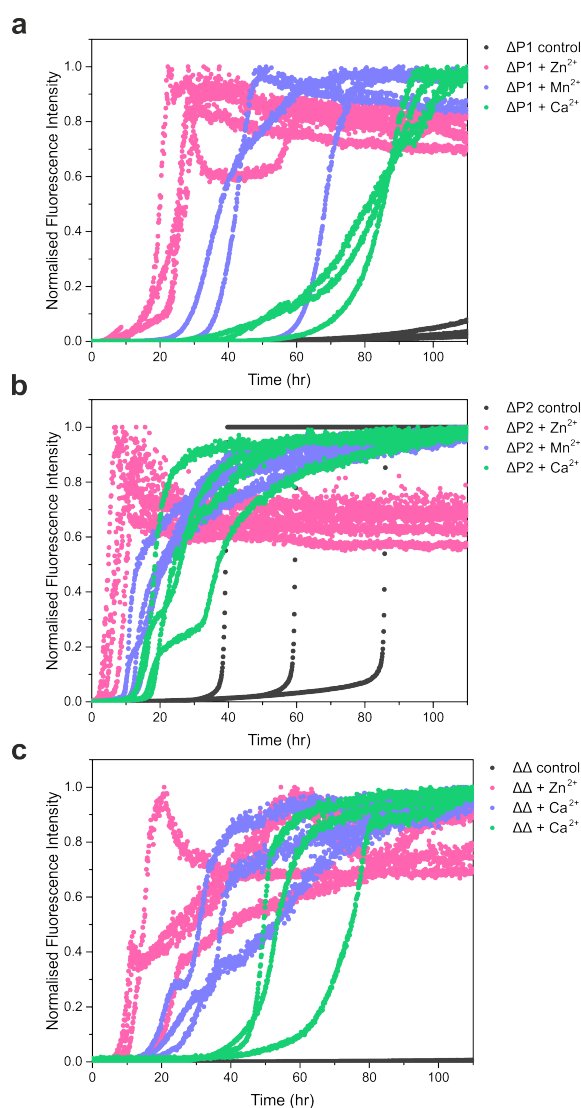 a
ΔP1 control
ΔP1 + Zn²⁺
ΔP1 + Mn²⁺
ΔP1 + Ca²⁺
Normalised Fluorescence Intensity
1.0
0.8
0.6
0.4
0.2
0.0
0 20 40 60 80 100
Time (hr)
b
ΔP2 control
ΔP2 + Zn²⁺
ΔP2 + Mn²⁺
ΔP2 + Ca²⁺
Normalised Fluorescence Intensity
1.0
0.8
0.6
0.4
0.2
0.0
0 20 40 60 80 100
Time (hr)
c
ΔΔ control
ΔΔ + Zn²⁺
ΔΔ + Ca²⁺
ΔΔ + Ca²⁺
Normalised Fluorescence Intensity
1.0
0.8
0.6
0.4
0.2
0.0
0 20 40 60 80 100
Time (hr)